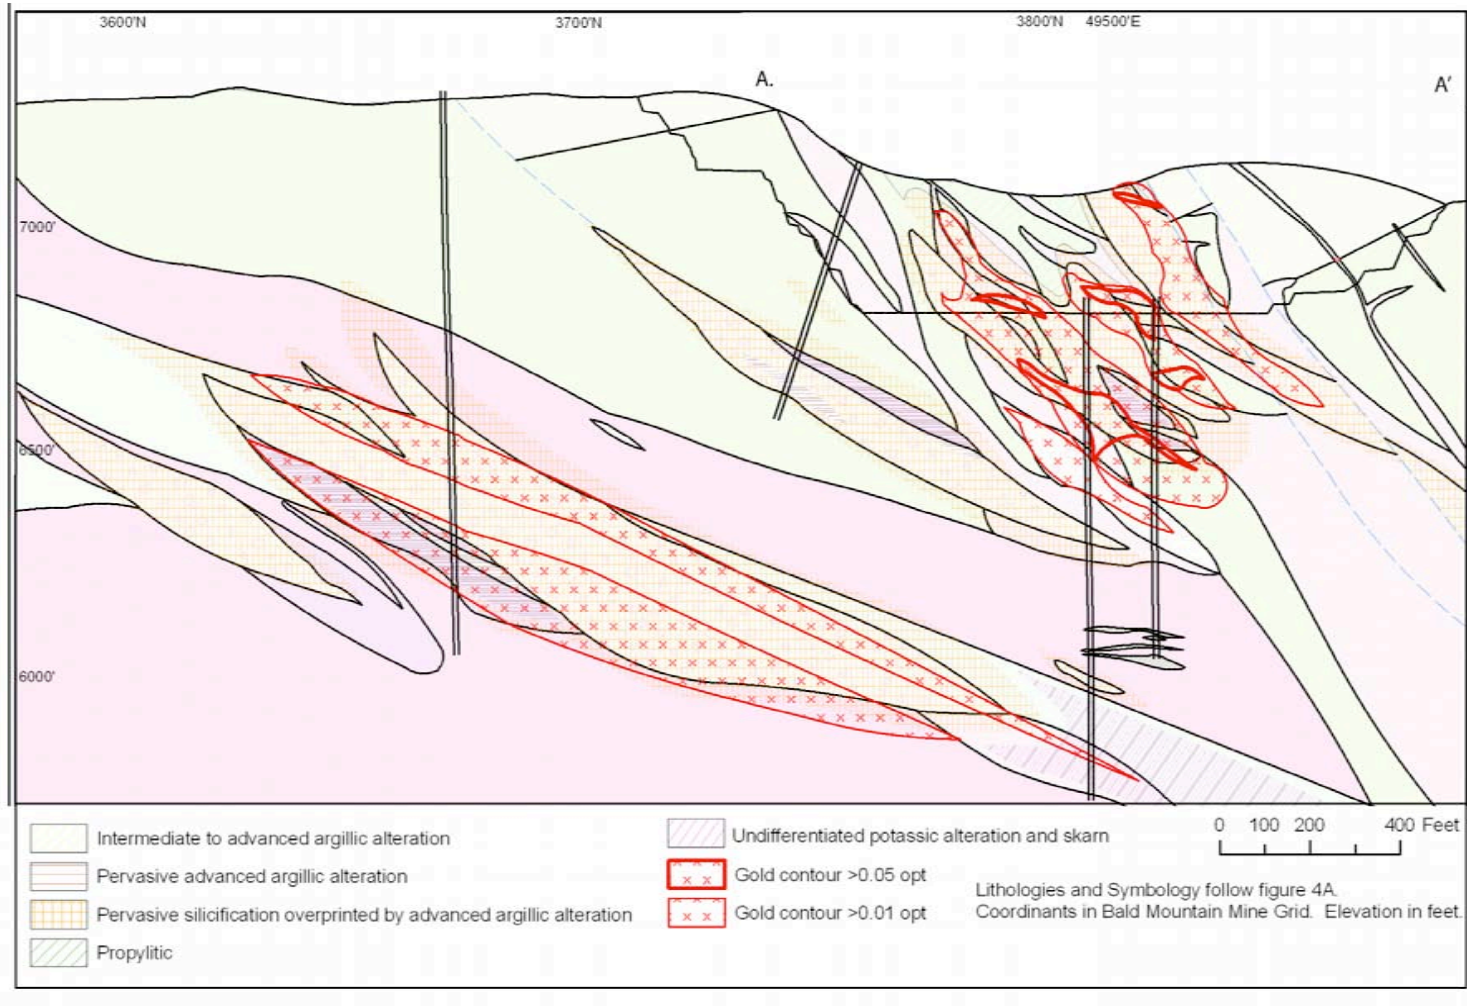 3600'N 3700'N 3800'N 49500'E
A. A'
7000'
6500'
6000'
Intermediate to advanced argillic alteration
Pervasive advanced argillic alteration
Pervasive silicification overprinted by advanced argillic alteration
Propylitic
Undifferentiated potassic alteration and skarn
Gold contour >0.05 opt
Gold contour >0.01 opt
0 100 200 400 Feet
Lithologies and Symbology follow figure 4A.
Coordinants in Bald Mountain Mine Grid. Elevation in feet.